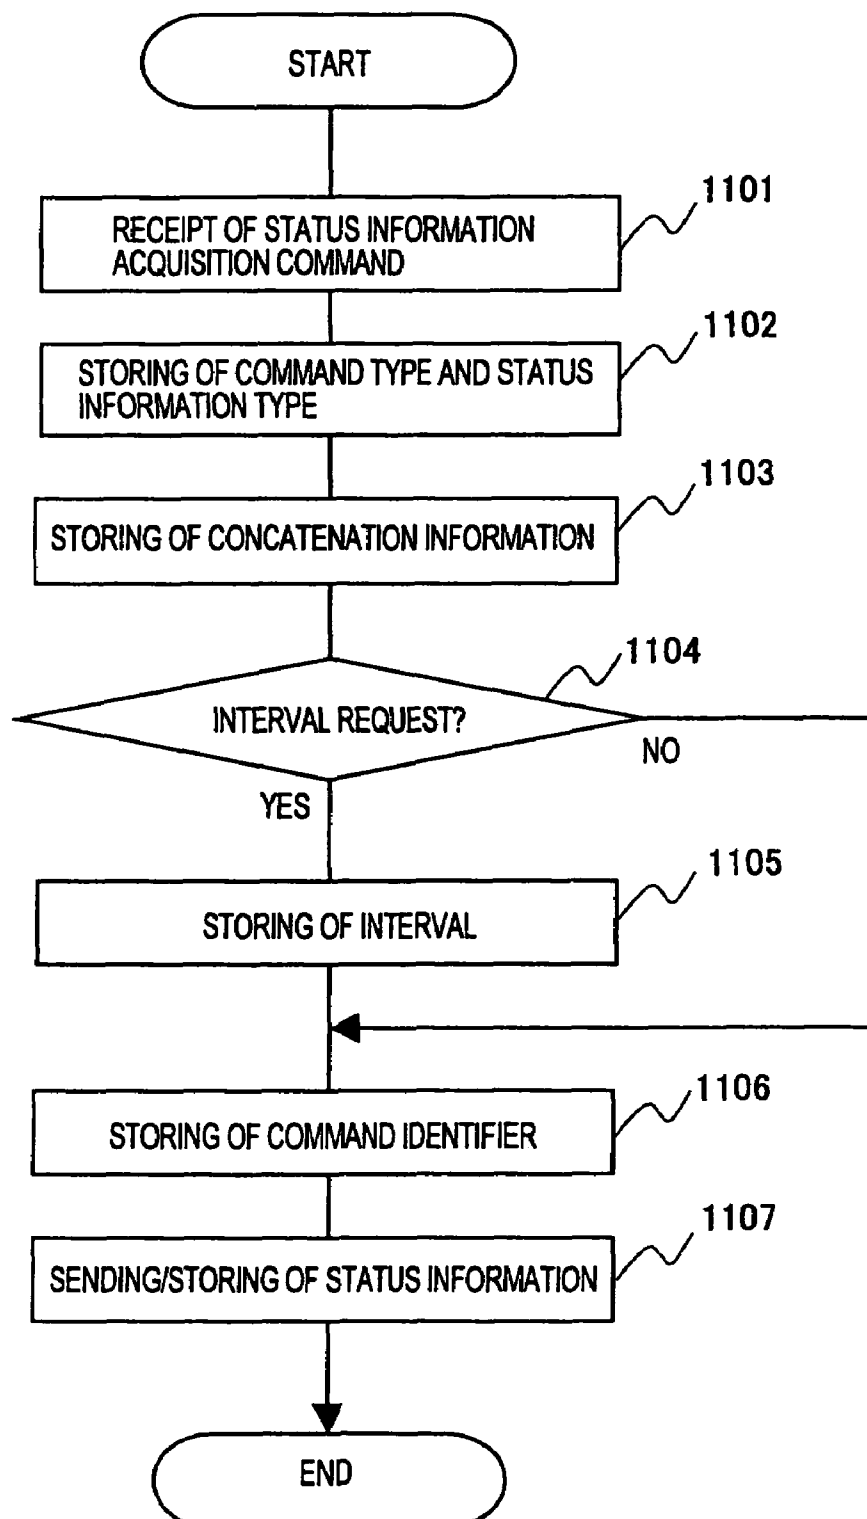 START
1101
RECEIPT OF STATUS INFORMATION
ACQUISITION COMMAND
1102
STORING OF COMMAND TYPE AND STATUS
INFORMATION TYPE
1103
STORING OF CONCATENATION INFORMATION
1104
INTERVAL REQUEST?
NO
YES
1105
STORING OF INTERVAL
1106
STORING OF COMMAND IDENTIFIER
1107
SENDING/STORING OF STATUS INFORMATION
END